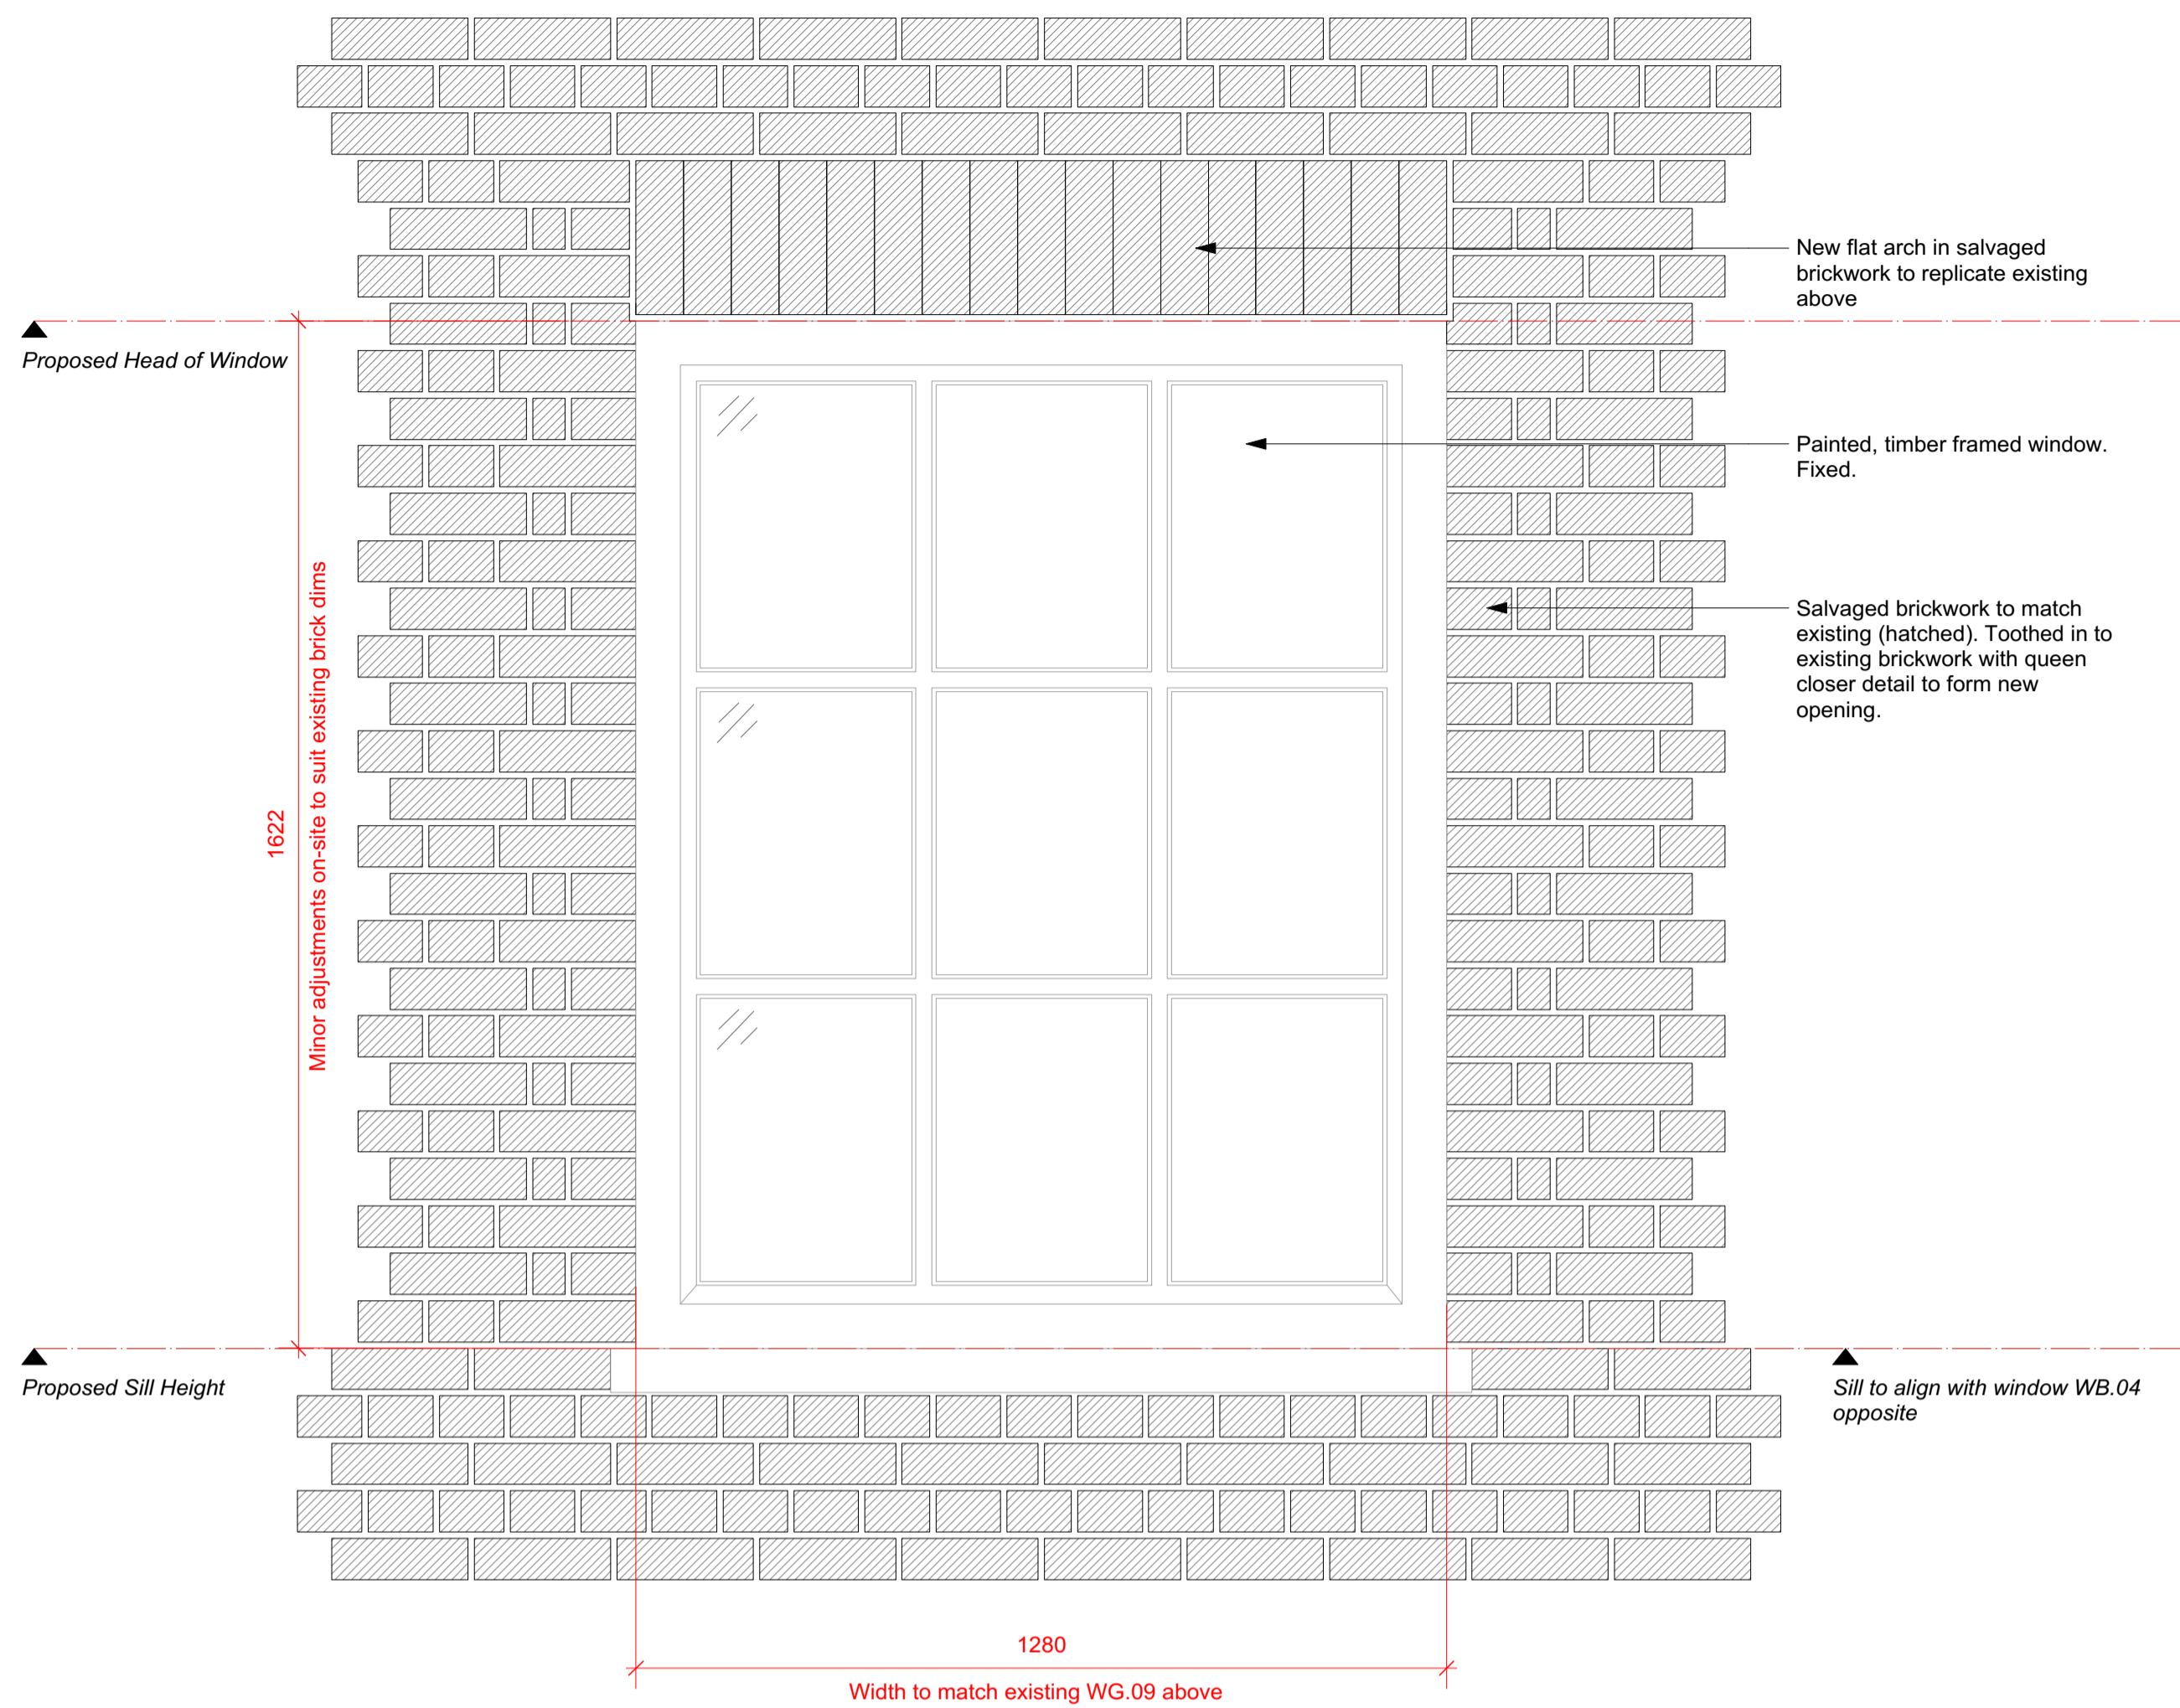 New flat arch in salvaged
brickwork to replicate existing
above
Proposed Head of Window
Painted, timber framed window.
Fixed.
Salvaged brickwork to match
existing (hatched). Toothed in to
existing brickwork with queen
closer detail to form new
opening.
1622
Minor adjustments on-site to suit existing brick dims
Proposed Sill Height
Sill to align with window WB.04
opposite
1280
Width to match existing WG.09 above